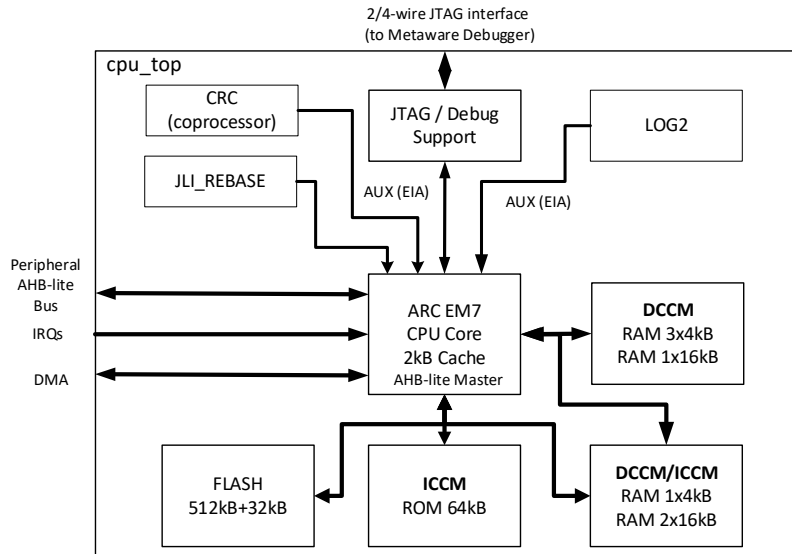 2/4-wire JTAG interface
(to Metaware Debugger)
cpu_top
CRC
(coprocessor)
JTAG / Debug
Support
LOG2
JLI_REBASE
AUX (EIA)
AUX (EIA)
Peripheral
AHB-lite
Bus
IRQs
DMA
ARC EM7
CPU Core
2kB Cache
AHB-lite Master
DCCM
RAM 3x4kB
RAM 1x16kB
FLASH
512kB+32kB
ICCM
ROM 64kB
DCCM/ICCM
RAM 1x4kB
RAM 2x16kB